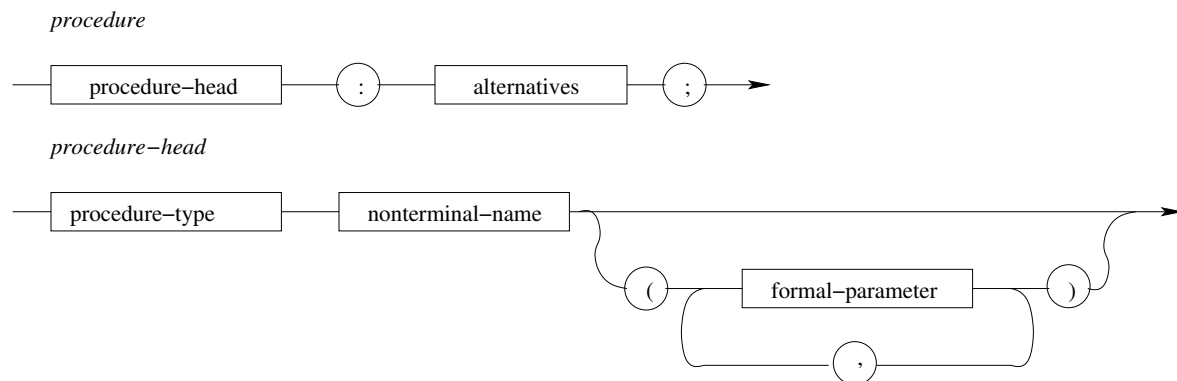 procedure
procedure−head : alternatives ;
procedure−head
procedure−type nonterminal−name
( formal−parameter )
,